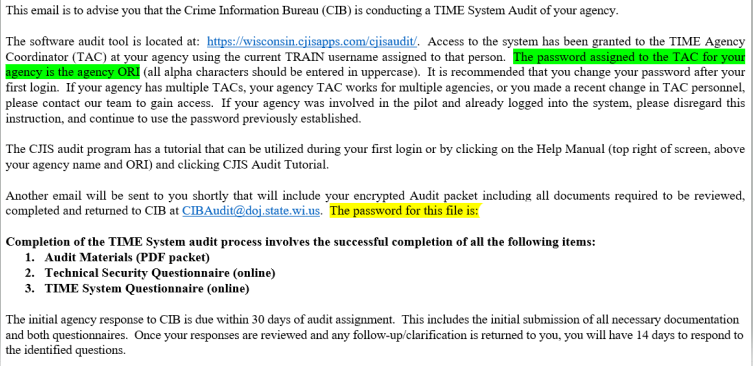 This email is to advise you that the Crime Information Bureau (CIB) is conducting a TIME System Audit of your agency.
The software audit tool is located at: https://wisconsin.cjisapps.com/cjisaudit/. Access to the system has been granted to the TIME Agency
Coordinator (TAC) at your agency using the current TRAIN username assigned to that person. The password assigned to the TAC for your
agency is the agency ORI (all alpha characters should be entered in uppercase). It is recommended that you change your password after your
first login. If your agency has multiple TACs, your agency TAC works for multiple agencies, or you made a recent change in TAC personnel,
please contact our team to gain access. If your agency was involved in the pilot and already logged into the system, please disregard this
instruction, and continue to use the password previously established.
The CJIS audit program has a tutorial that can be utilized during your first login or by clicking on the Help Manual (top right of screen, above
your agency name and ORI) and clicking CJIS Audit Tutorial.
Another email will be sent to you shortly that will include your encrypted Audit packet including all documents required to be reviewed,
completed and returned to CIB at CIBAudit@doj.state.wi.us. The password for this file is:
Completion of the TIME System audit process involves the successful completion of all the following items:
1. Audit Materials (PDF packet)
2. Technical Security Questionnaire (online)
3. TIME System Questionnaire (online)
The initial agency response to CIB is due within 30 days of audit assignment. This includes the initial submission of all necessary documentation
and both questionnaires. Once your responses are reviewed and any follow-up/clarification is returned to you, you will have 14 days to respond to
the identified questions.